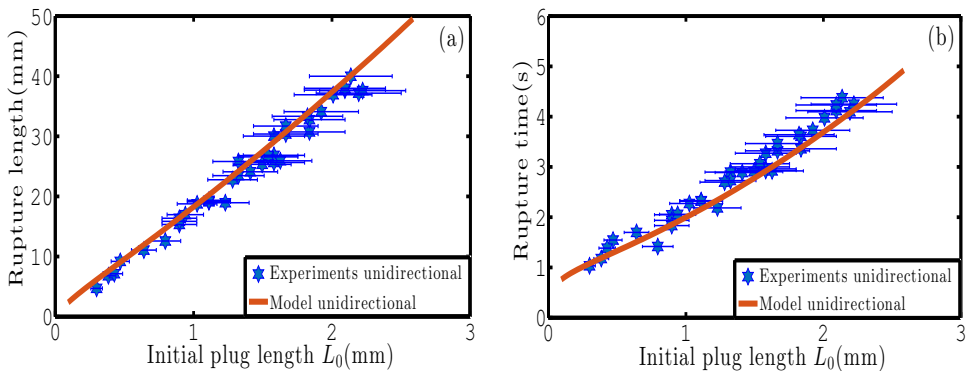 50
40
30
20
10
0
Rupture length(mm)
(a)
Experiments unidirectional
Model unidirectional
0
1
2
3
Initial plug length L₀(mm)
6
5
4
3
2
1
0
Rupture time(s)
(b)
Experiments unidirectional
Model unidirectional
0
1
2
3
Initial plug length L₀(mm)